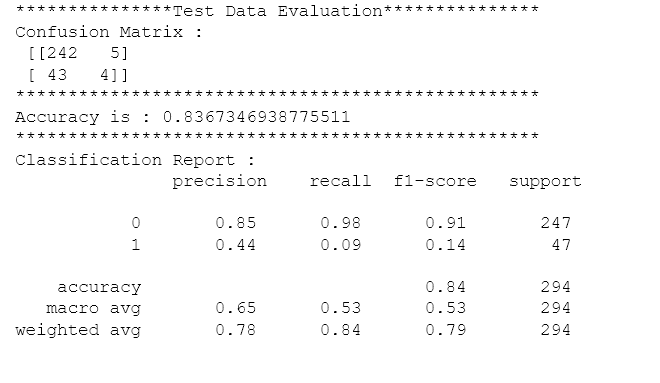 ***************Test Data Evaluation***************
Confusion Matrix :
[[242 5]
[ 43 4]]
**************************************************
Accuracy is : 0.8367346938775511
**************************************************
Classification Report :
precision recall f1-score support
0 0.85 0.98 0.91 247
1 0.44 0.09 0.14 47
accuracy 0.84 294
macro avg 0.65 0.53 0.53 294
weighted avg 0.78 0.84 0.79 294